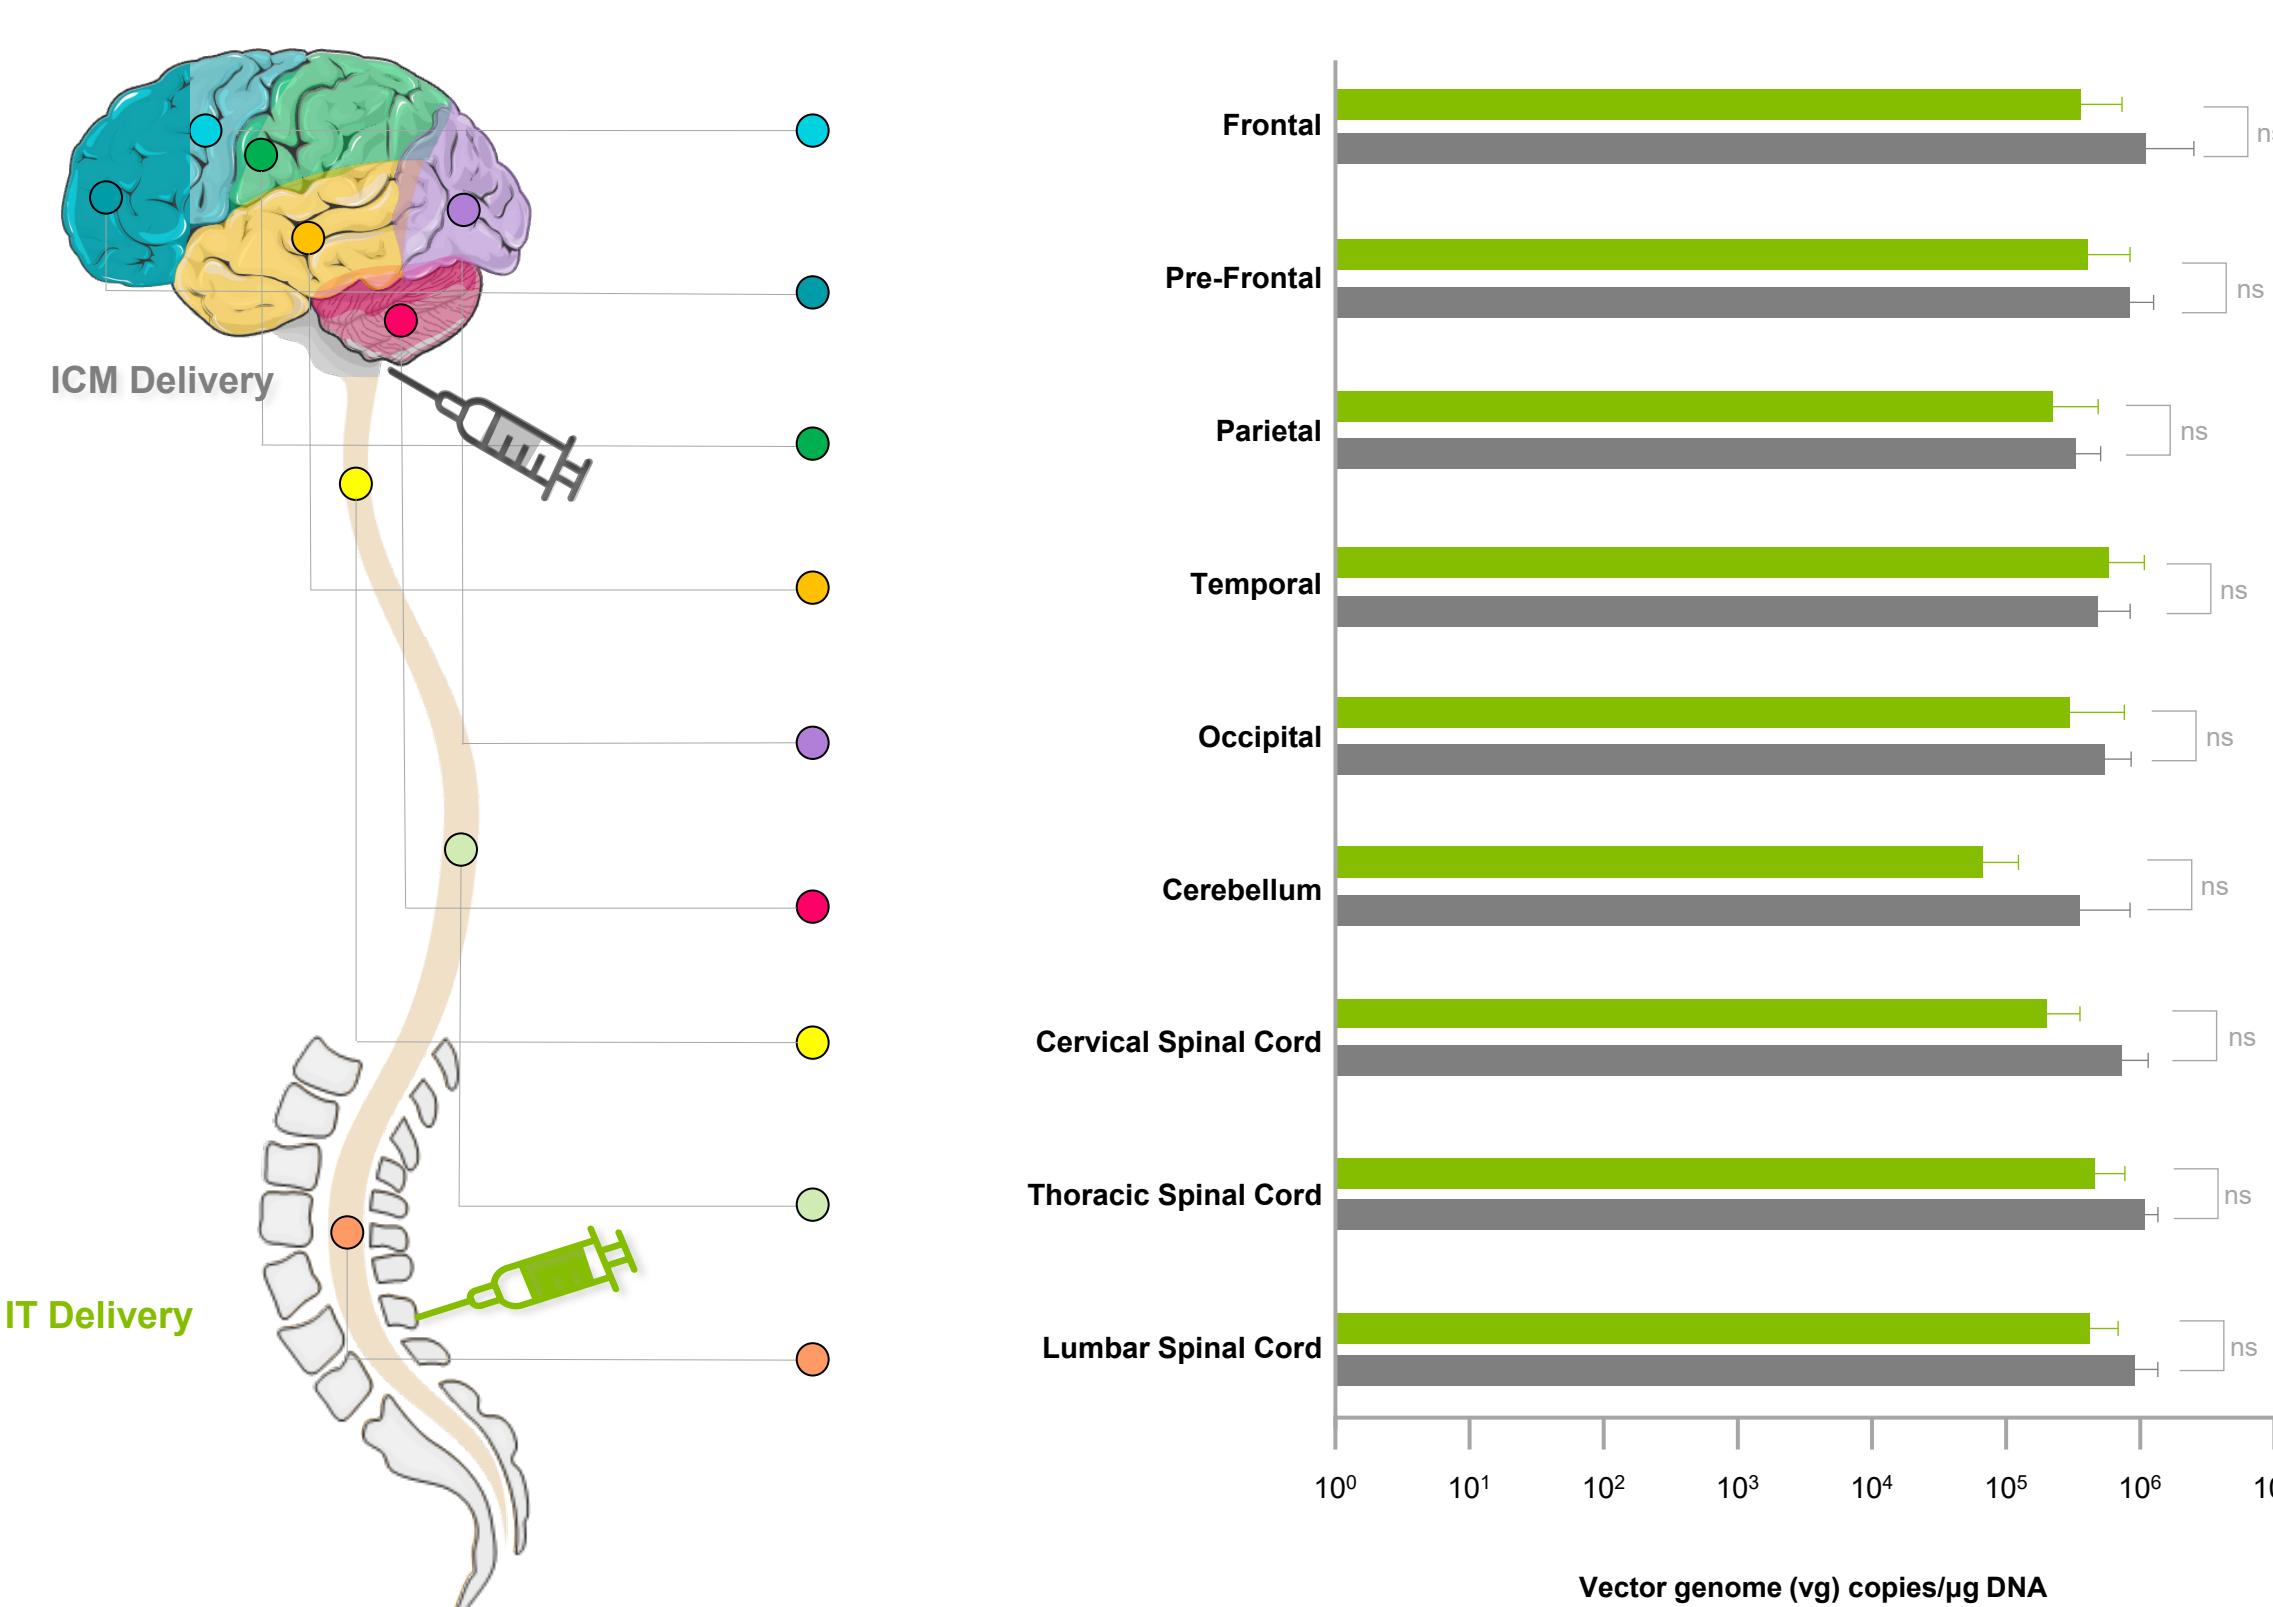 Frontal
Pre-Frontal
ns
ICM Delivery
Parietal
ns
Temporal
ns
Occipital
ns
Cerebellum
ns
Cervical Spinal Cord
ns
Thoracic Spinal Cord
ns
IT Delivery
Lumbar Spinal Cord
ns
10⁰ 10¹ 10² 10³ 10⁴ 10⁵ 10⁶
Vector genome (vg) copies/µg DNA